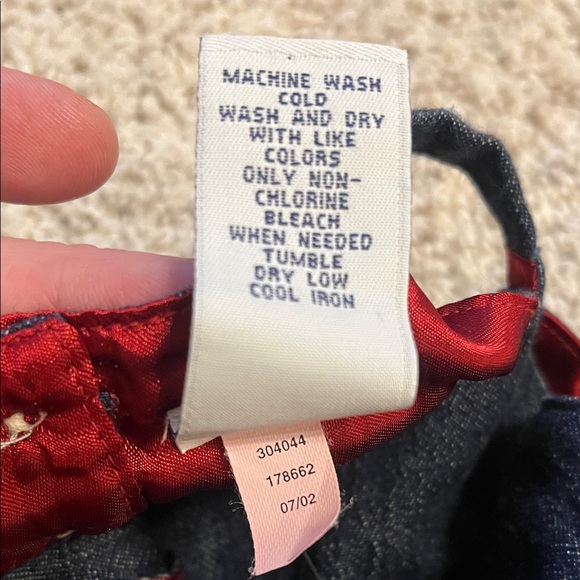 MACHINE WASH
COLD
WASH AND DRY
WITH LIKE
COLORS
ONLY NON-
CHLORINE
BLEACH
WHEN NEEDED
TUMBLE
DRY LOW
COOL IRON
304044
178662
07/02